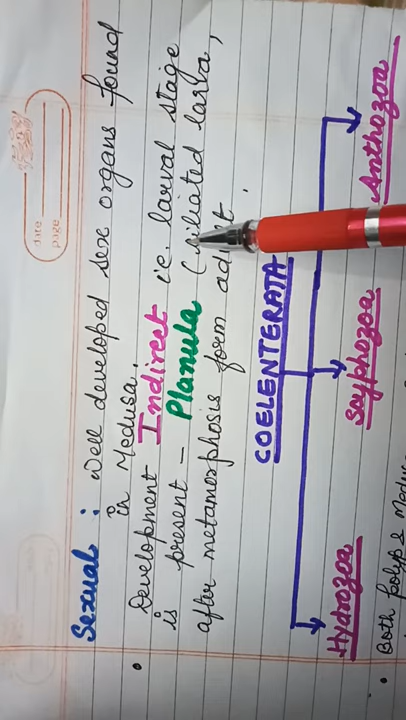 date
page
Sexual : Well developed sex organs found
in Medusa.
• Development Indirect i.e. larval stage
is present – Planula (ciliated larva,
after metamorphosis form adult.
COELENTERATA
Hydrozoa Scyphozoa Anthozoa
• Both polyp &